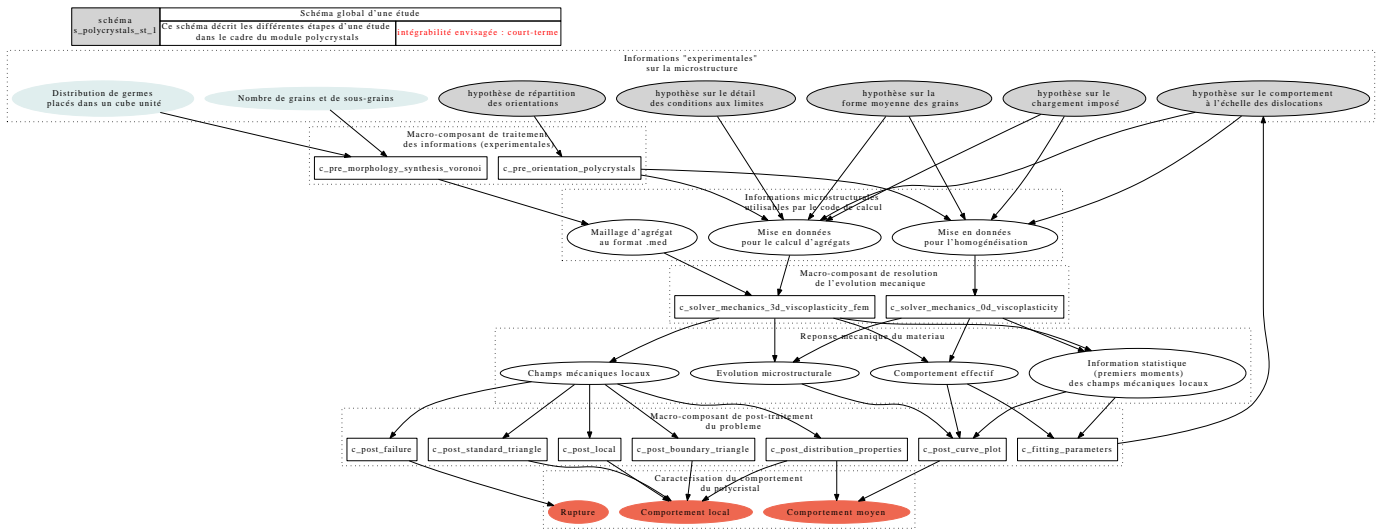 schéma
s_polycrystals_st_1
Schéma global d'une étude
Ce schéma décrit les différentes étapes d'une étude
dans le cadre du module polycrystals
intégrabilité envisagée : court-terme
Informations "experimentales"
sur la microstructure
Distribution de germes
placés dans un cube unité
Nombre de grains et de sous-grains
hypothèse de répartition
des orientations
hypothèse sur le détail
des conditions aux limites
hypothèse sur la
forme moyenne des grains
hypothèse sur le
chargement imposé
hypothèse sur le comportement
à l'échelle des dislocations
Macro-composant de traitement
des informations (experimentales)
c_pre_morphology_synthesis_voronoi
c_pre_orientation_polycrystals
Informations microstructurales
utilisables par le code de calcul
Maillage d'agrégat
au format .med
Mise en données
pour le calcul d'agrégats
Mise en données
pour l'homogénéisation
Macro-composant de resolution
de l'evolution mecanique
c_solver_mechanics_3d_viscoplasticity_fem
c_solver_mechanics_0d_viscoplasticity
Reponse mecanique du materiau
Champs mécaniques locaux
Evolution microstructurale
Comportement effectif
Information statistique
(premiers moments)
des champs mécaniques locaux
Macro-composant de post-traitement
du probleme
c_post_failure
c_post_standard_triangle
c_post_local
c_post_boundary_triangle
c_post_distribution_properties
c_post_curve_plot
c_fitting_parameters
Caracterisation du comportement
du polycristal
Rupture
Comportement local
Comportement moyen